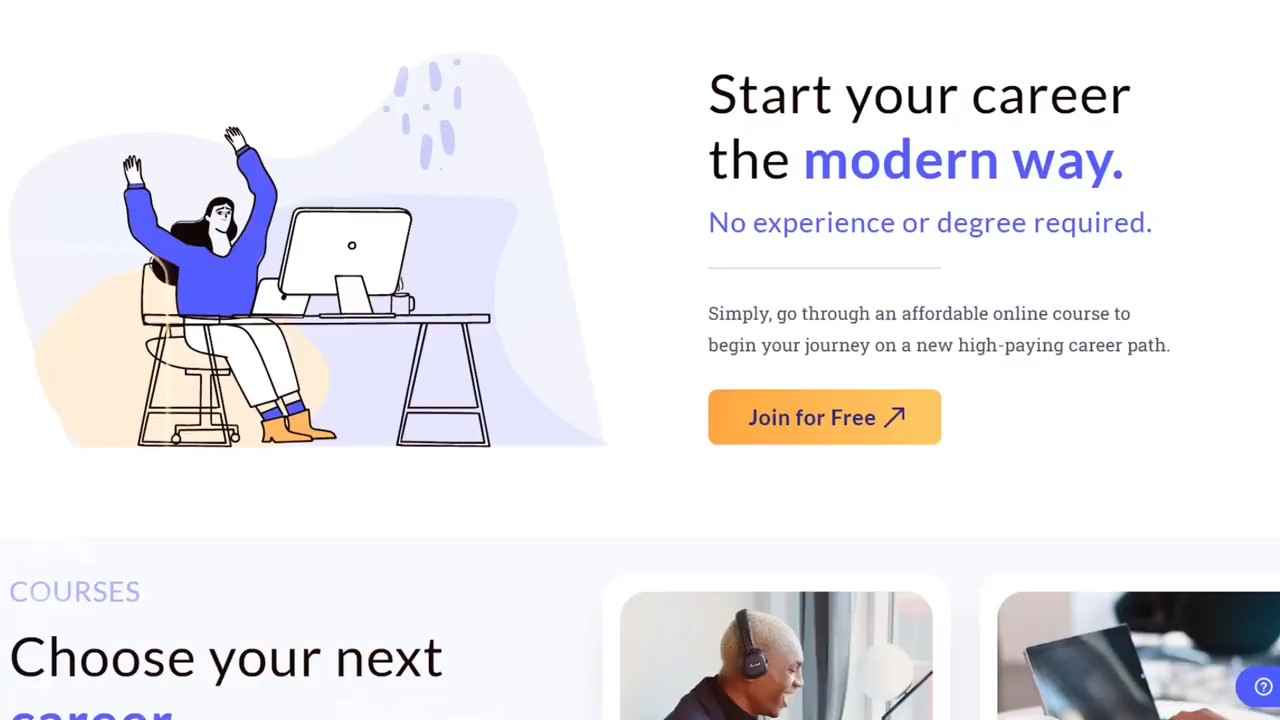 Start your career
the modern way.
No experience or degree required.
Simply, go through an affordable online course to
begin your journey on a new high-paying career path.
Join for Free
COURSES
Choose your next
career